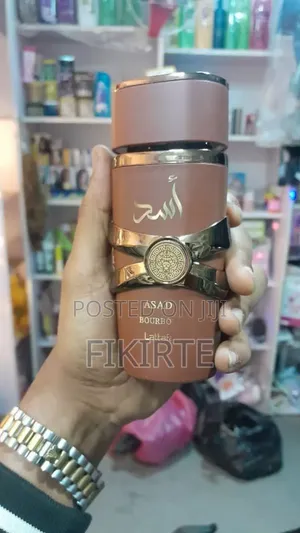 أسد
POSTED ON JIJI
ASAD
BOURBO
FIKIRTE